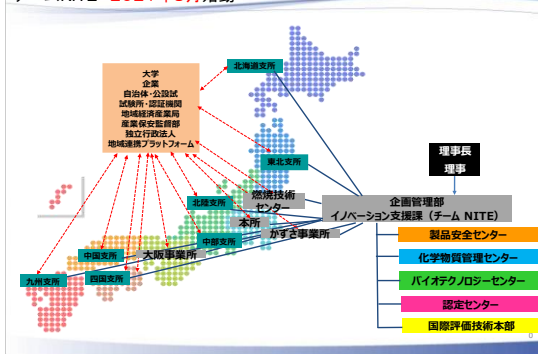 大学
企業
自治体・公設試
試験所・認証機関
地域経済産業局
産業保安監督部
独立行政法人
地域連携プラットフォーム
北海道支所
東北支所
理事長
理事
北陸支所
燃焼技術
センター
本所
企画管理部
イノベーション支援課（チーム NITE）
かずさ事業所
中部支所
中国支所
大阪事業所
四国支所
九州支所
製品安全センター
化学物質管理センター
バイオテクノロジーセンター
認定センター
国際評価技術本部